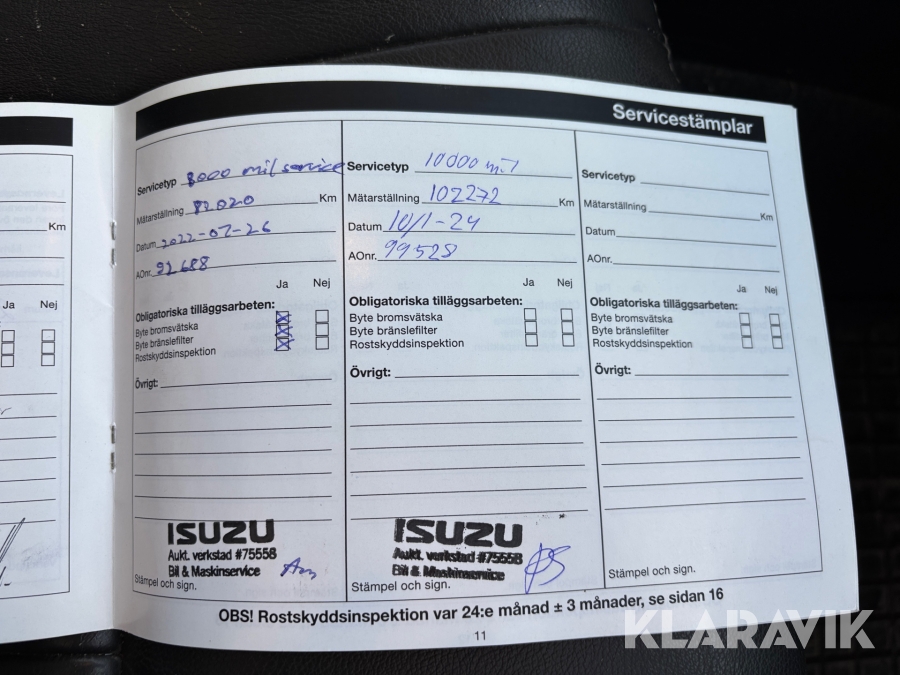 Servicestämplar
Km
Ja Nej
Servicetyp 8000 mil service
Mätarställning 82020 Km
Datum 2022-07-26
AOnr. 92688
Ja Nej
Obligatoriska tilläggsarbeten:
Byte bromsvätska
Byte bränslefilter
Rostskyddsinspektion
Övrigt:
ISUZU
Aukt. verkstad #75558
Bil & Maskinservice
Stämpel och sign.
Servicetyp 10000 mil
Mätarställning 102272 Km
Datum 10/1-24
AOnr. 99528
Ja Nej
Obligatoriska tilläggsarbeten:
Byte bromsvätska
Byte bränslefilter
Rostskyddsinspektion
Övrigt:
ISUZU
Aukt. verkstad #75558
Bil & Maskinservice
Stämpel och sign.
Servicetyp
Mätarställning Km
Datum
AOnr.
Ja Nej
Obligatoriska tilläggsarbeten:
Byte bromsvätska
Byte bränslefilter
Rostskyddsinspektion
Övrigt:
Stämpel och sign.
OBS! Rostskyddsinspektion var 24:e månad ± 3 månader, se sidan 16
11
KLARAVIK